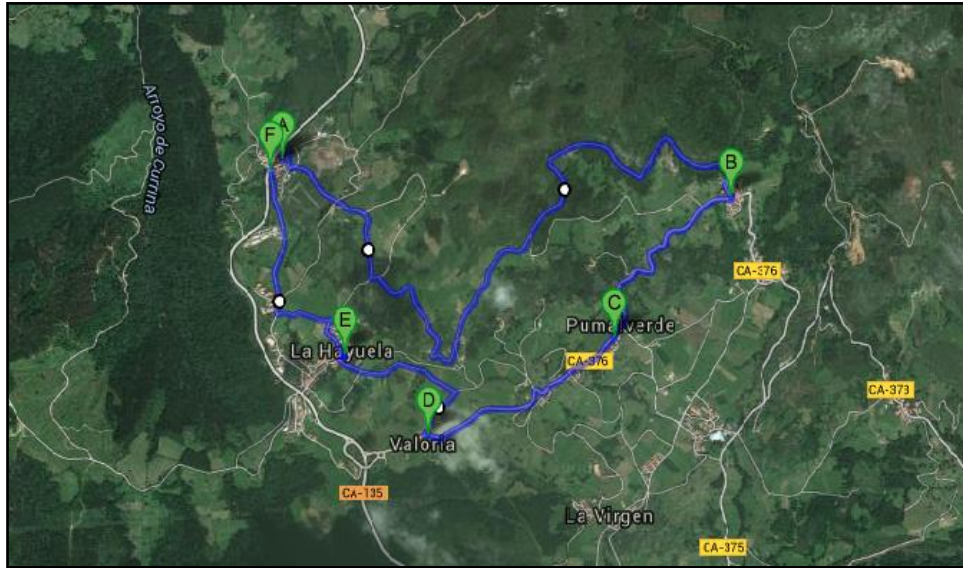 Arroyo de Currina
F
A
B
CA-376
C
Pumalverde
E
La Hayuela
CA-376
CA-373
D
Valoria
CA-135
La Virgen
CA-375